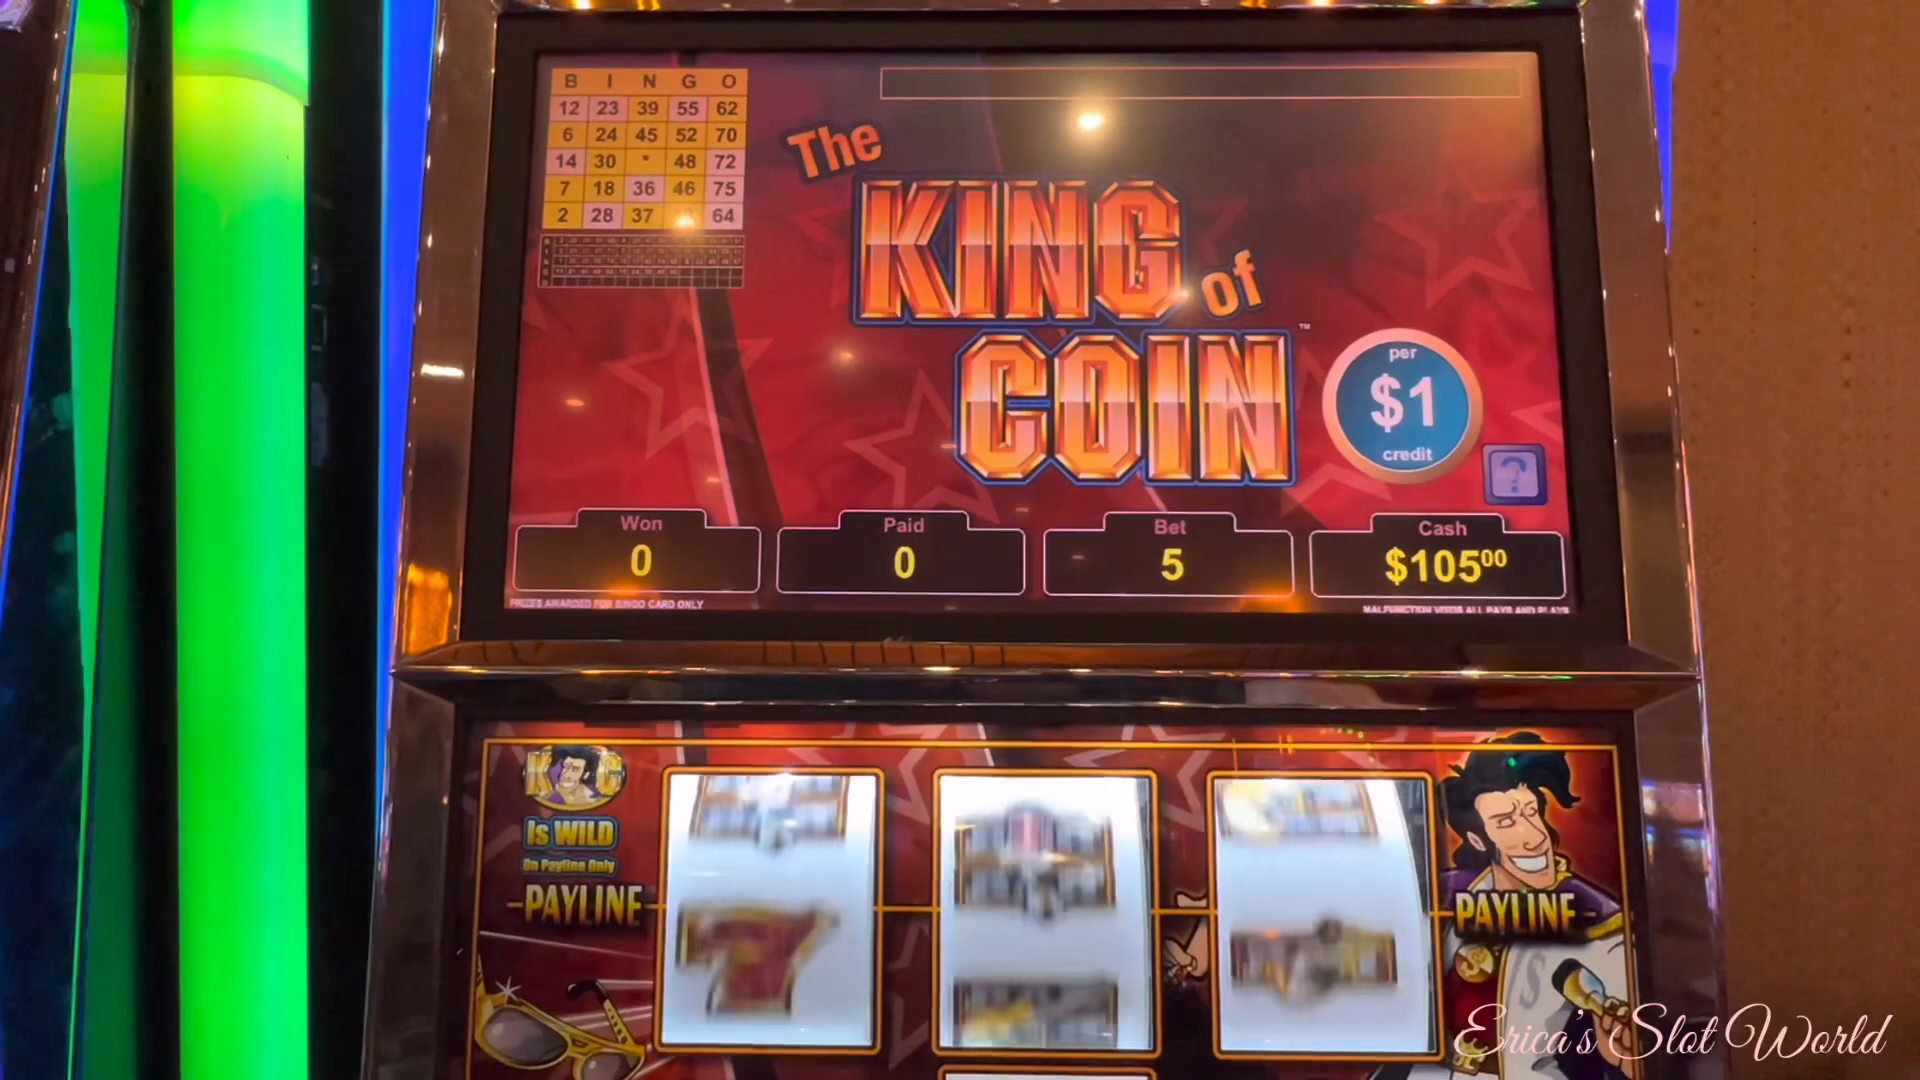 B I N G O
12 23 39 55 62
6 24 45 52 70
14 30 * 48 72
7 18 36 46 75
2 28 37 64
The
KING of
COIN
TM
per
$1
credit
?
Won
0
Paid
0
Bet
5
Cash
$105⁰⁰
PRIZES AWARDED FOR BINGO CARD ONLY
MALFUNCTION VOIDS ALL PAYS AND PLAYS
K C
Is WILD
On Payline Only
-PAYLINE
PAYLINE-
7
Erica's Slot World